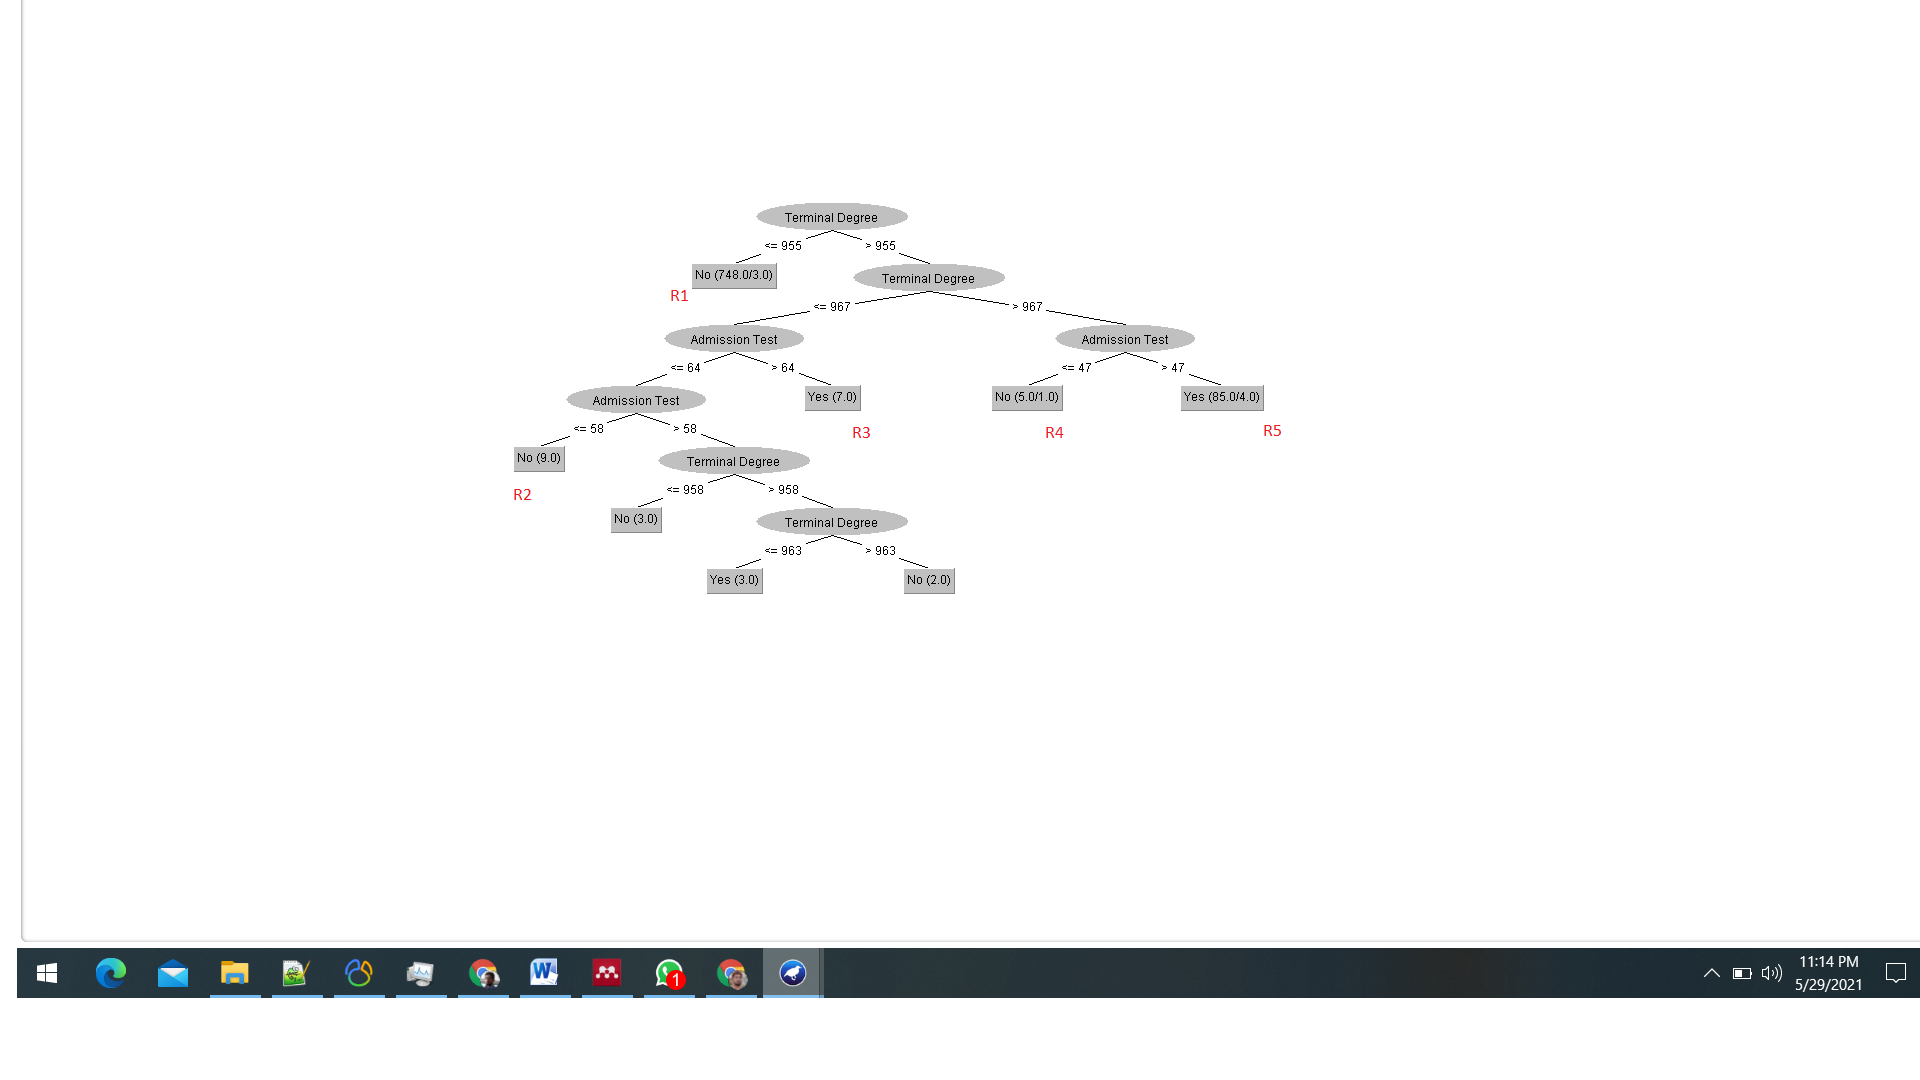 Terminal Degree
<= 955
> 955
No (748.0/3.0)
Terminal Degree
R1
<= 967
> 967
Admission Test
Admission Test
<= 64
> 64
<= 47
> 47
Admission Test
Yes (7.0)
No (5.0/1.0)
Yes (85.0/4.0)
<= 58
> 58
R3
R4
R5
No (9.0)
Terminal Degree
R2
<= 958
> 958
No (3.0)
Terminal Degree
<= 963
> 963
Yes (3.0)
No (2.0)
W
1
11:14 PM
5/29/2021